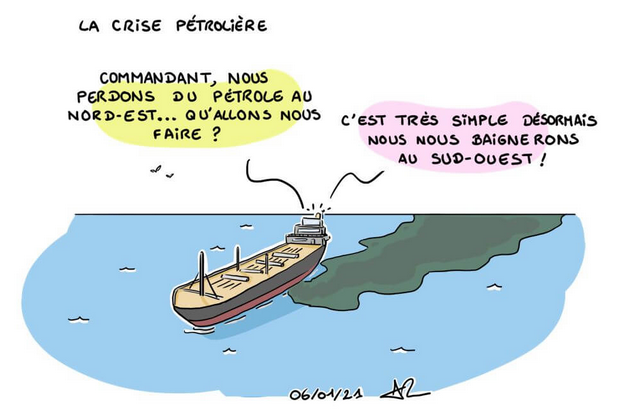 LA CRISE PÉTROLIÈRE
COMMANDANT, NOUS
PERDONS DU PÉTROLE AU
NORD-EST... QU'ALLONS NOUS
FAIRE ?
C'EST TRÈS SIMPLE DÉSORMAIS
NOUS NOUS BAIGNERONS
AU SUD-OUEST !
06/01/21